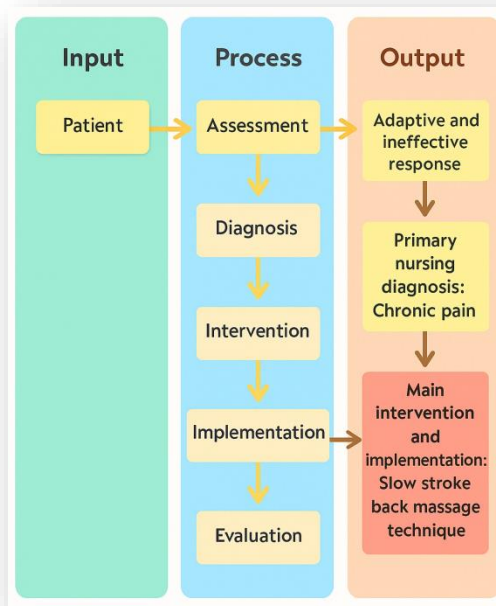 Input
Process
Output
Patient
Assessment
Adaptive and
ineffective
response
Diagnosis
Primary
nursing
diagnosis:
Chronic pain
Intervention
Implementation
Main
intervention
and
implementation:
Slow stroke
back massage
technique
Evaluation